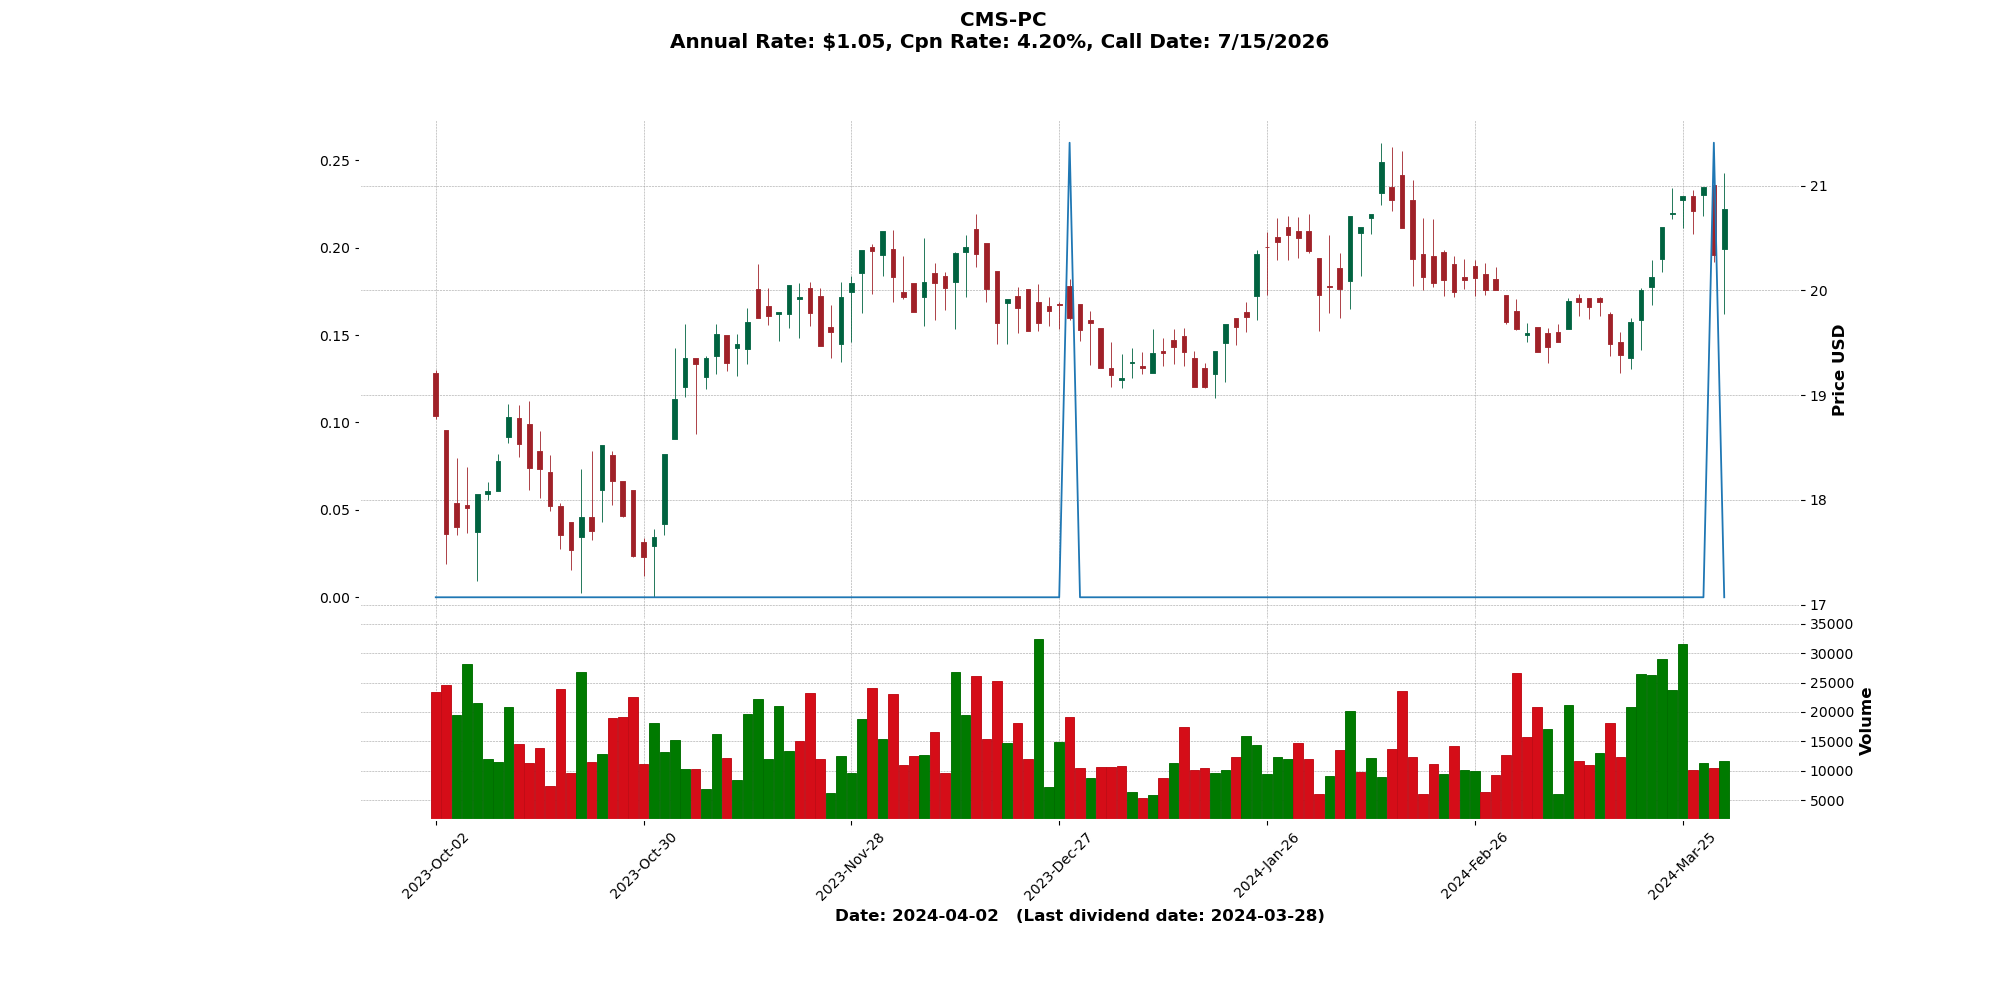 CMS-PC
Annual Rate: $1.05, Cpn Rate: 4.20%, Call Date: 7/15/2026
0.25
0.20
0.15
0.10
0.05
0.00
21
20
19
18
17
Price USD
35000
30000
25000
20000
15000
10000
5000
Volume
2023-Oct-02
2023-Oct-30
2023-Nov-28
2023-Dec-27
2024-Jan-26
2024-Feb-26
2024-Mar-25
Date: 2024-04-02 (Last dividend date: 2024-03-28)